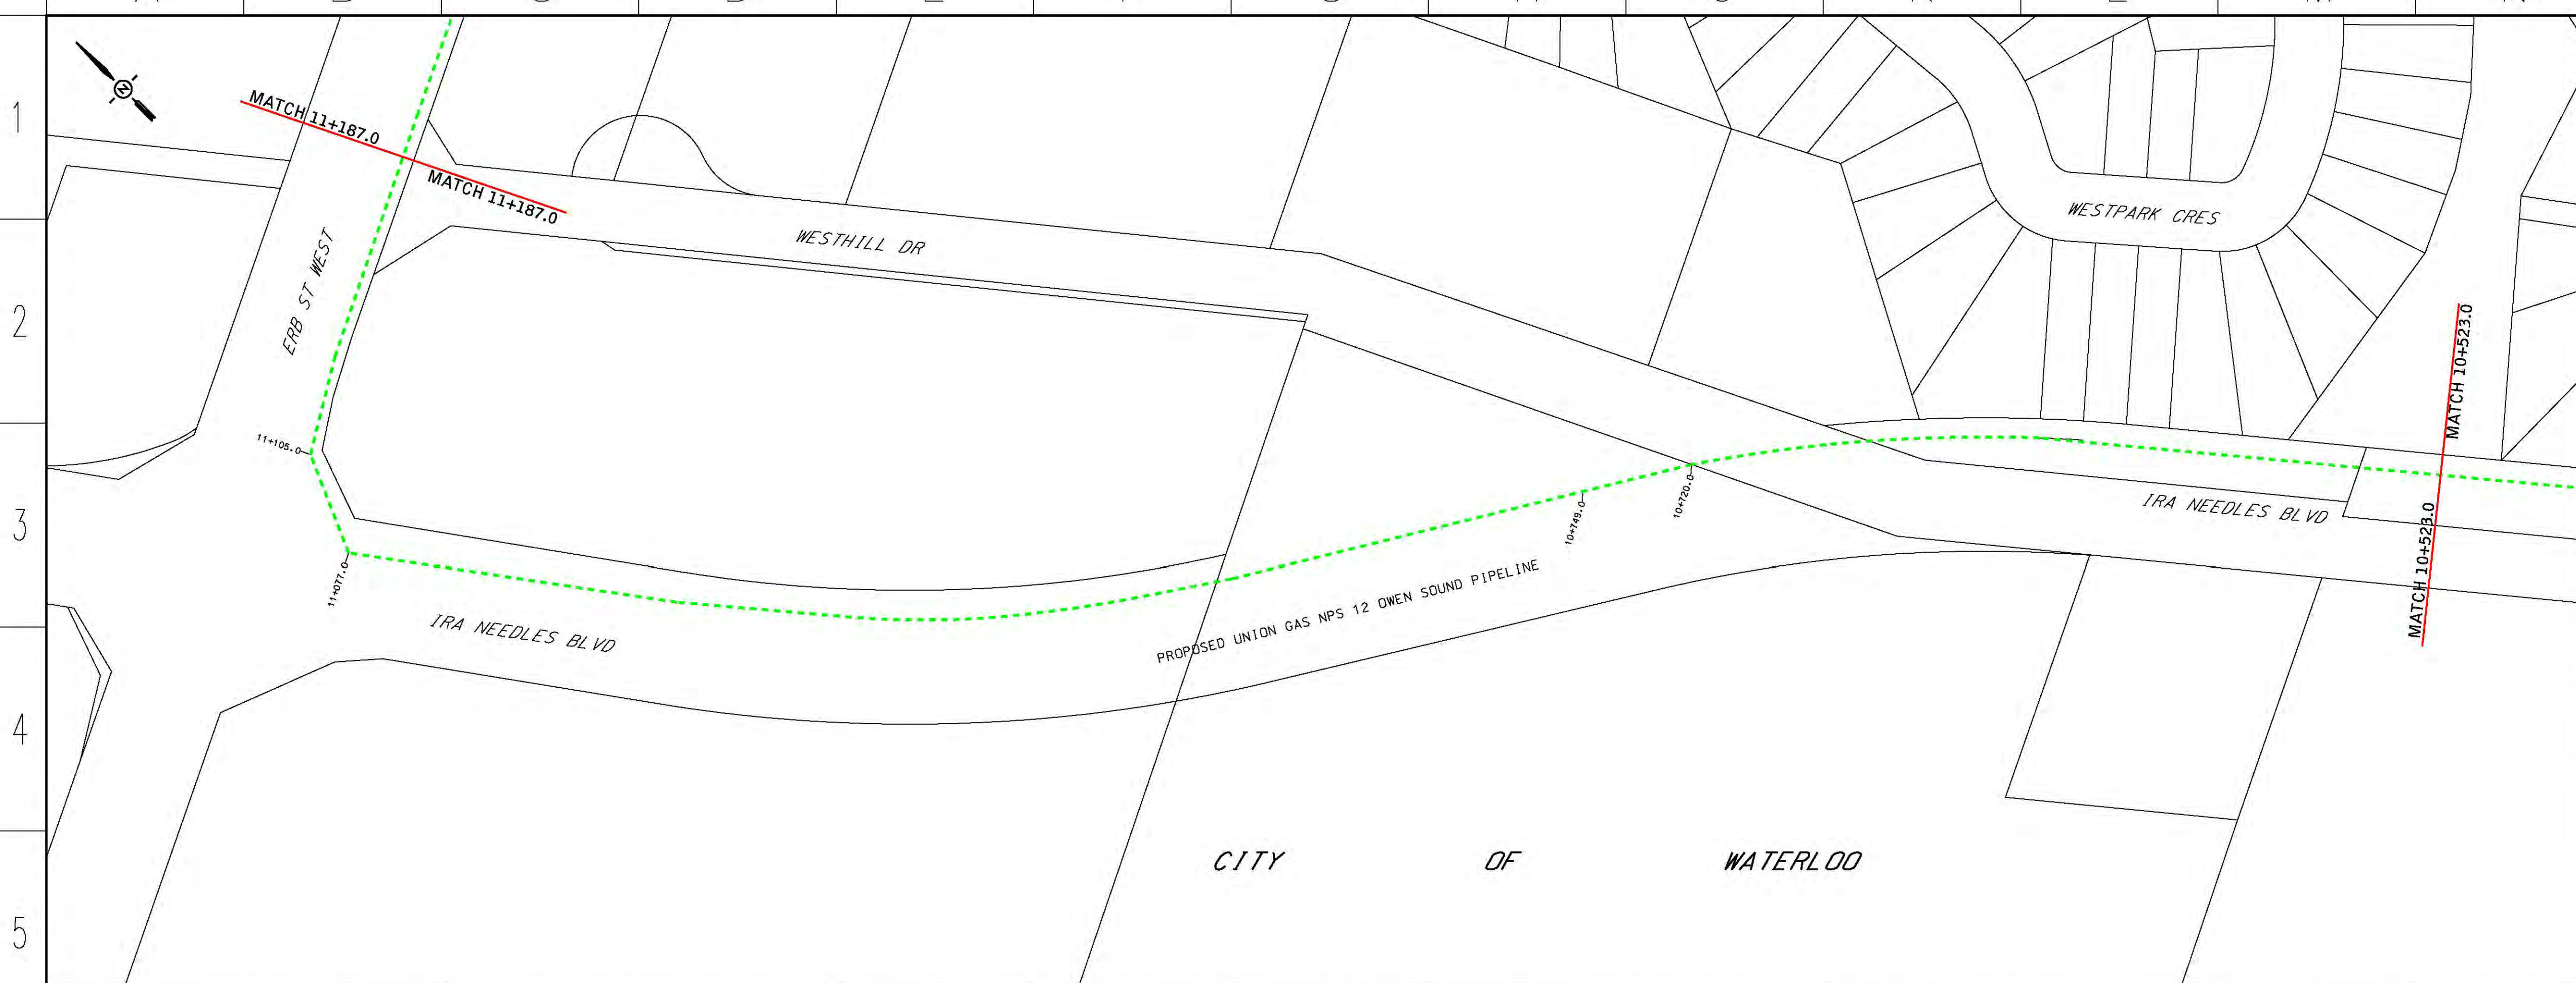 1
N
MATCH 11+187.0
MATCH 11+187.0
WESTPARK CRES
WESTHILL DR
ERB ST WEST
2
MATCH 10+523.0
11+105.0
10+720.0
10+749.0
IRA NEEDLES BLVD
3
MATCH 10+523.0
11+077.0
PROPOSED UNION GAS NPS 12 OWEN SOUND PIPELINE
IRA NEEDLES BLVD
4
CITY OF WATERLOO
5